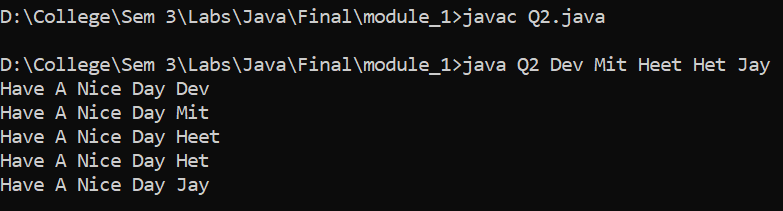 D:\College\Sem 3\Labs\Java\Final\module_1>javac Q2.java
D:\College\Sem 3\Labs\Java\Final\module_1>java Q2 Dev Mit Heet Het Jay
Have A Nice Day Dev
Have A Nice Day Mit
Have A Nice Day Heet
Have A Nice Day Het
Have A Nice Day Jay